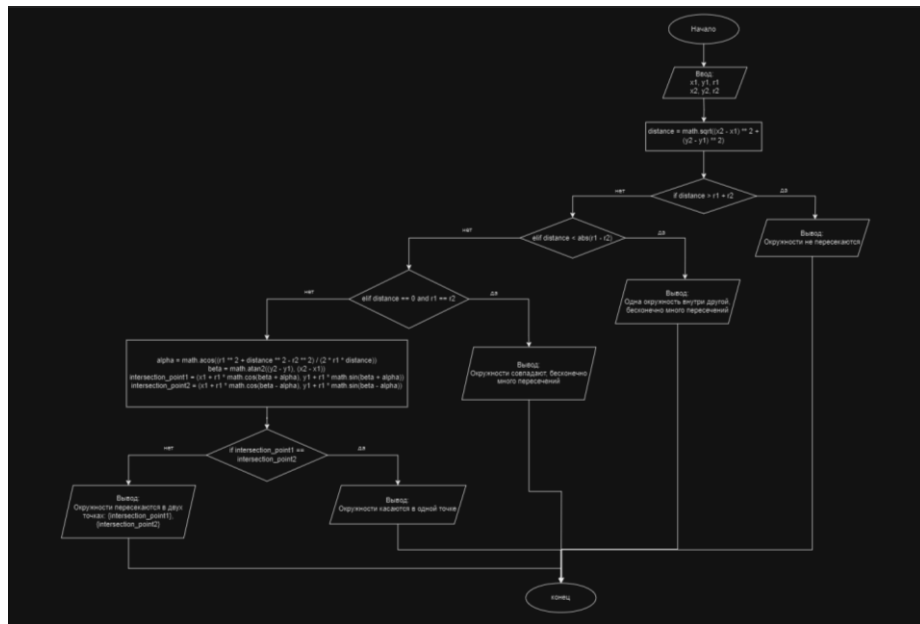 Начало
Ввод:
x1, y1, r1
x2, y2, r2
distance = math.sqrt((x2 - x1) ** 2 +
(y2 - y1) ** 2)
if distance > r1 + r2
нет
да
elif distance < abs(r1 - r2)
Вывод:
Окружности не пересекаются
нет
да
elif distance == 0 and r1 == r2
Вывод:
Одна окружность внутри другой,
бесконечно много пересечений
нет
да
alpha = math.acos((r1 ** 2 + distance ** 2 - r2 ** 2) / (2 * r1 * distance))
beta = math.atan2((y2 - y1), (x2 - x1))
intersection_point1 = (x1 + r1 * math.cos(beta + alpha), y1 + r1 * math.sin(beta + alpha))
intersection_point2 = (x1 + r1 * math.cos(beta - alpha), y1 + r1 * math.sin(beta - alpha))
Вывод:
Окружности совпадают, бесконечно
много пересечений
if intersection_point1 ==
intersection_point2
нет
да
Вывод:
Окружности пересекаются в двух
точках: {intersection_point1},
{intersection_point2}
Вывод:
Окружности касаются в одной точке
конец